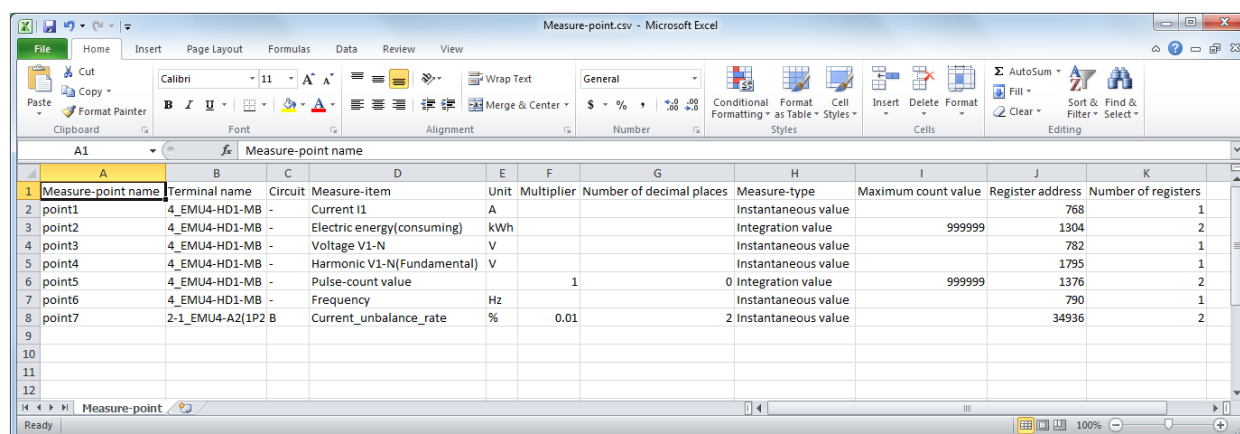 Measure-point.csv - Microsoft Excel
File Home Insert Page Layout Formulas Data Review View
Cut Calibri 11 A A Wrap Text General Σ AutoSum
Copy Fill
Paste Format Painter B I U A Merge & Center $ % , .0 .00 .00 .0 Conditional Formatting Format as Table Cell Styles Insert Delete Format Clear Sort & Filter Find & Select
Clipboard Font Alignment Number Styles Cells Editing
A1 fx Measure-point name
A B C D E F G H I J K
1 Measure-point name Terminal name Circuit Measure-item Unit Multiplier Number of decimal places Measure-type Maximum count value Register address Number of registers
2 point1 4_EMU4-HD1-MB - Current I1 A Instantaneous value 768 1
3 point2 4_EMU4-HD1-MB - Electric energy(consuming) kWh Integration value 999999 1304 2
4 point3 4_EMU4-HD1-MB - Voltage V1-N V Instantaneous value 782 1
5 point4 4_EMU4-HD1-MB - Harmonic V1-N(Fundamental) V Instantaneous value 1795 1
6 point5 4_EMU4-HD1-MB - Pulse-count value 1 0 Integration value 999999 1376 2
7 point6 4_EMU4-HD1-MB - Frequency Hz Instantaneous value 790 1
8 point7 2-1_EMU4-A2(1P2 B Current_unbalance_rate % 0.01 2 Instantaneous value 34936 2
9
10
11
12
Measure-point
Ready 100%